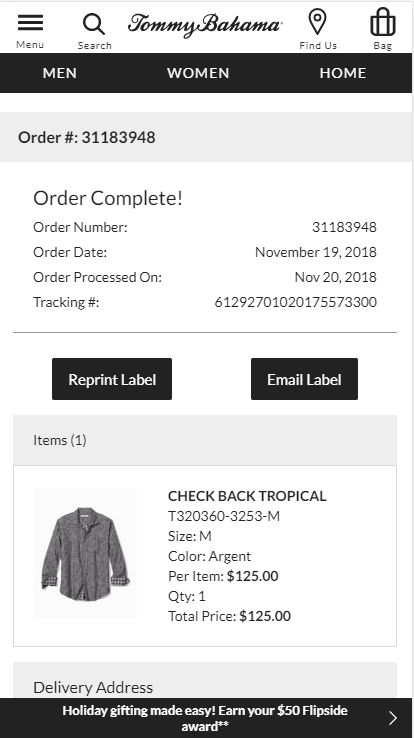 Menu
Search
Tommy Bahama
Find Us
Bag
MEN WOMEN HOME
Order #: 31183948
Order Complete!
Order Number: 31183948
Order Date: November 19, 2018
Order Processed On: Nov 20, 2018
Tracking #: 61292701020175573300
Reprint Label Email Label
Items (1)
CHECK BACK TROPICAL
T320360-3253-M
Size: M
Color: Argent
Per Item: $125.00
Qty: 1
Total Price: $125.00
Delivery Address
Holiday gifting made easy! Earn your $50 Flipside
award**